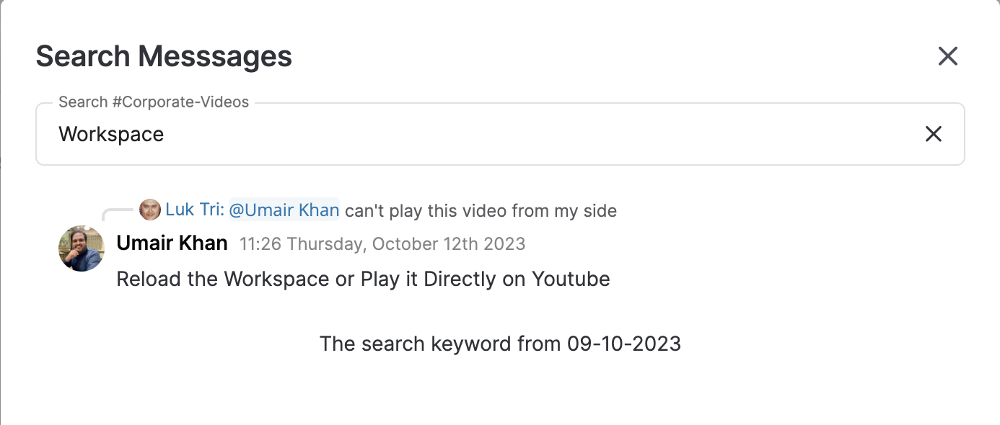 Search Messsages
Search #Corporate-Videos
Workspace
Luk Tri: @Umair Khan can't play this video from my side
Umair Khan 11:26 Thursday, October 12th 2023
Reload the Workspace or Play it Directly on Youtube
The search keyword from 09-10-2023